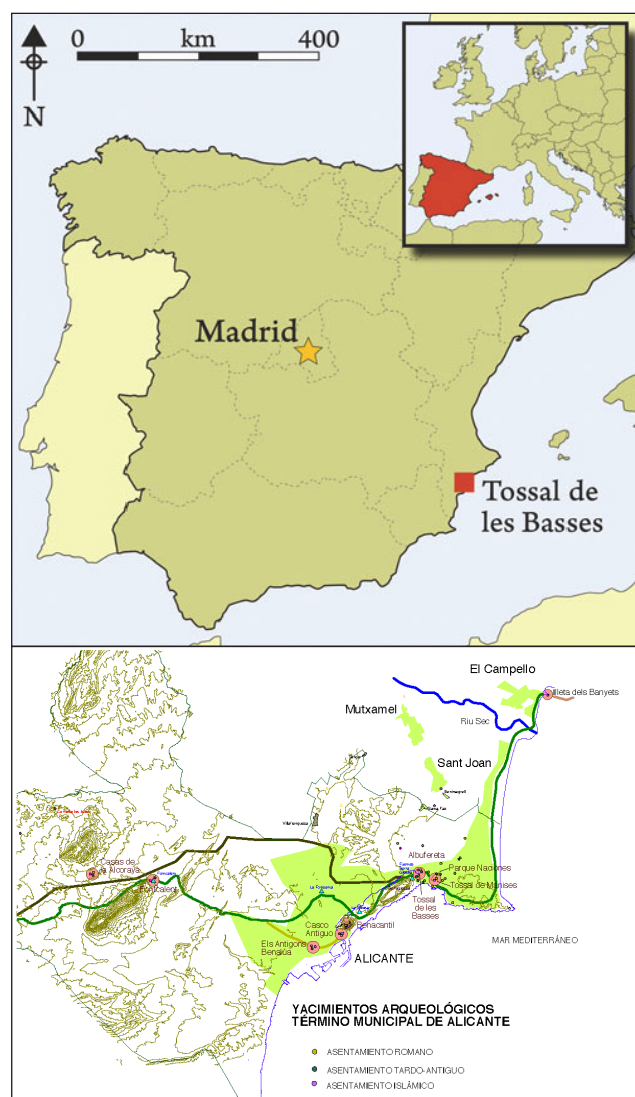 0 km 400
N
Madrid
Tossal de
les Basses
El Campello
Illeta dels Banyets
Mutxamel
Riu Sec
Sant Joan
Albufereta
Parque Naciones
Tossal de Manises
Tossal
de les
Basses
Casas de
la Alcoraya
Fontcalent
Casco
Antiguo
Benacantil
Els Antigons
Benalúa
ALICANTE
MAR MEDITERRÁNEO
YACIMIENTOS ARQUEOLÓGICOS
TÉRMINO MUNICIPAL DE ALICANTE
ASENTAMIENTO ROMANO
ASENTAMIENTO TARDO-ANTIGUO
ASENTAMIENTO ISLÁMICO